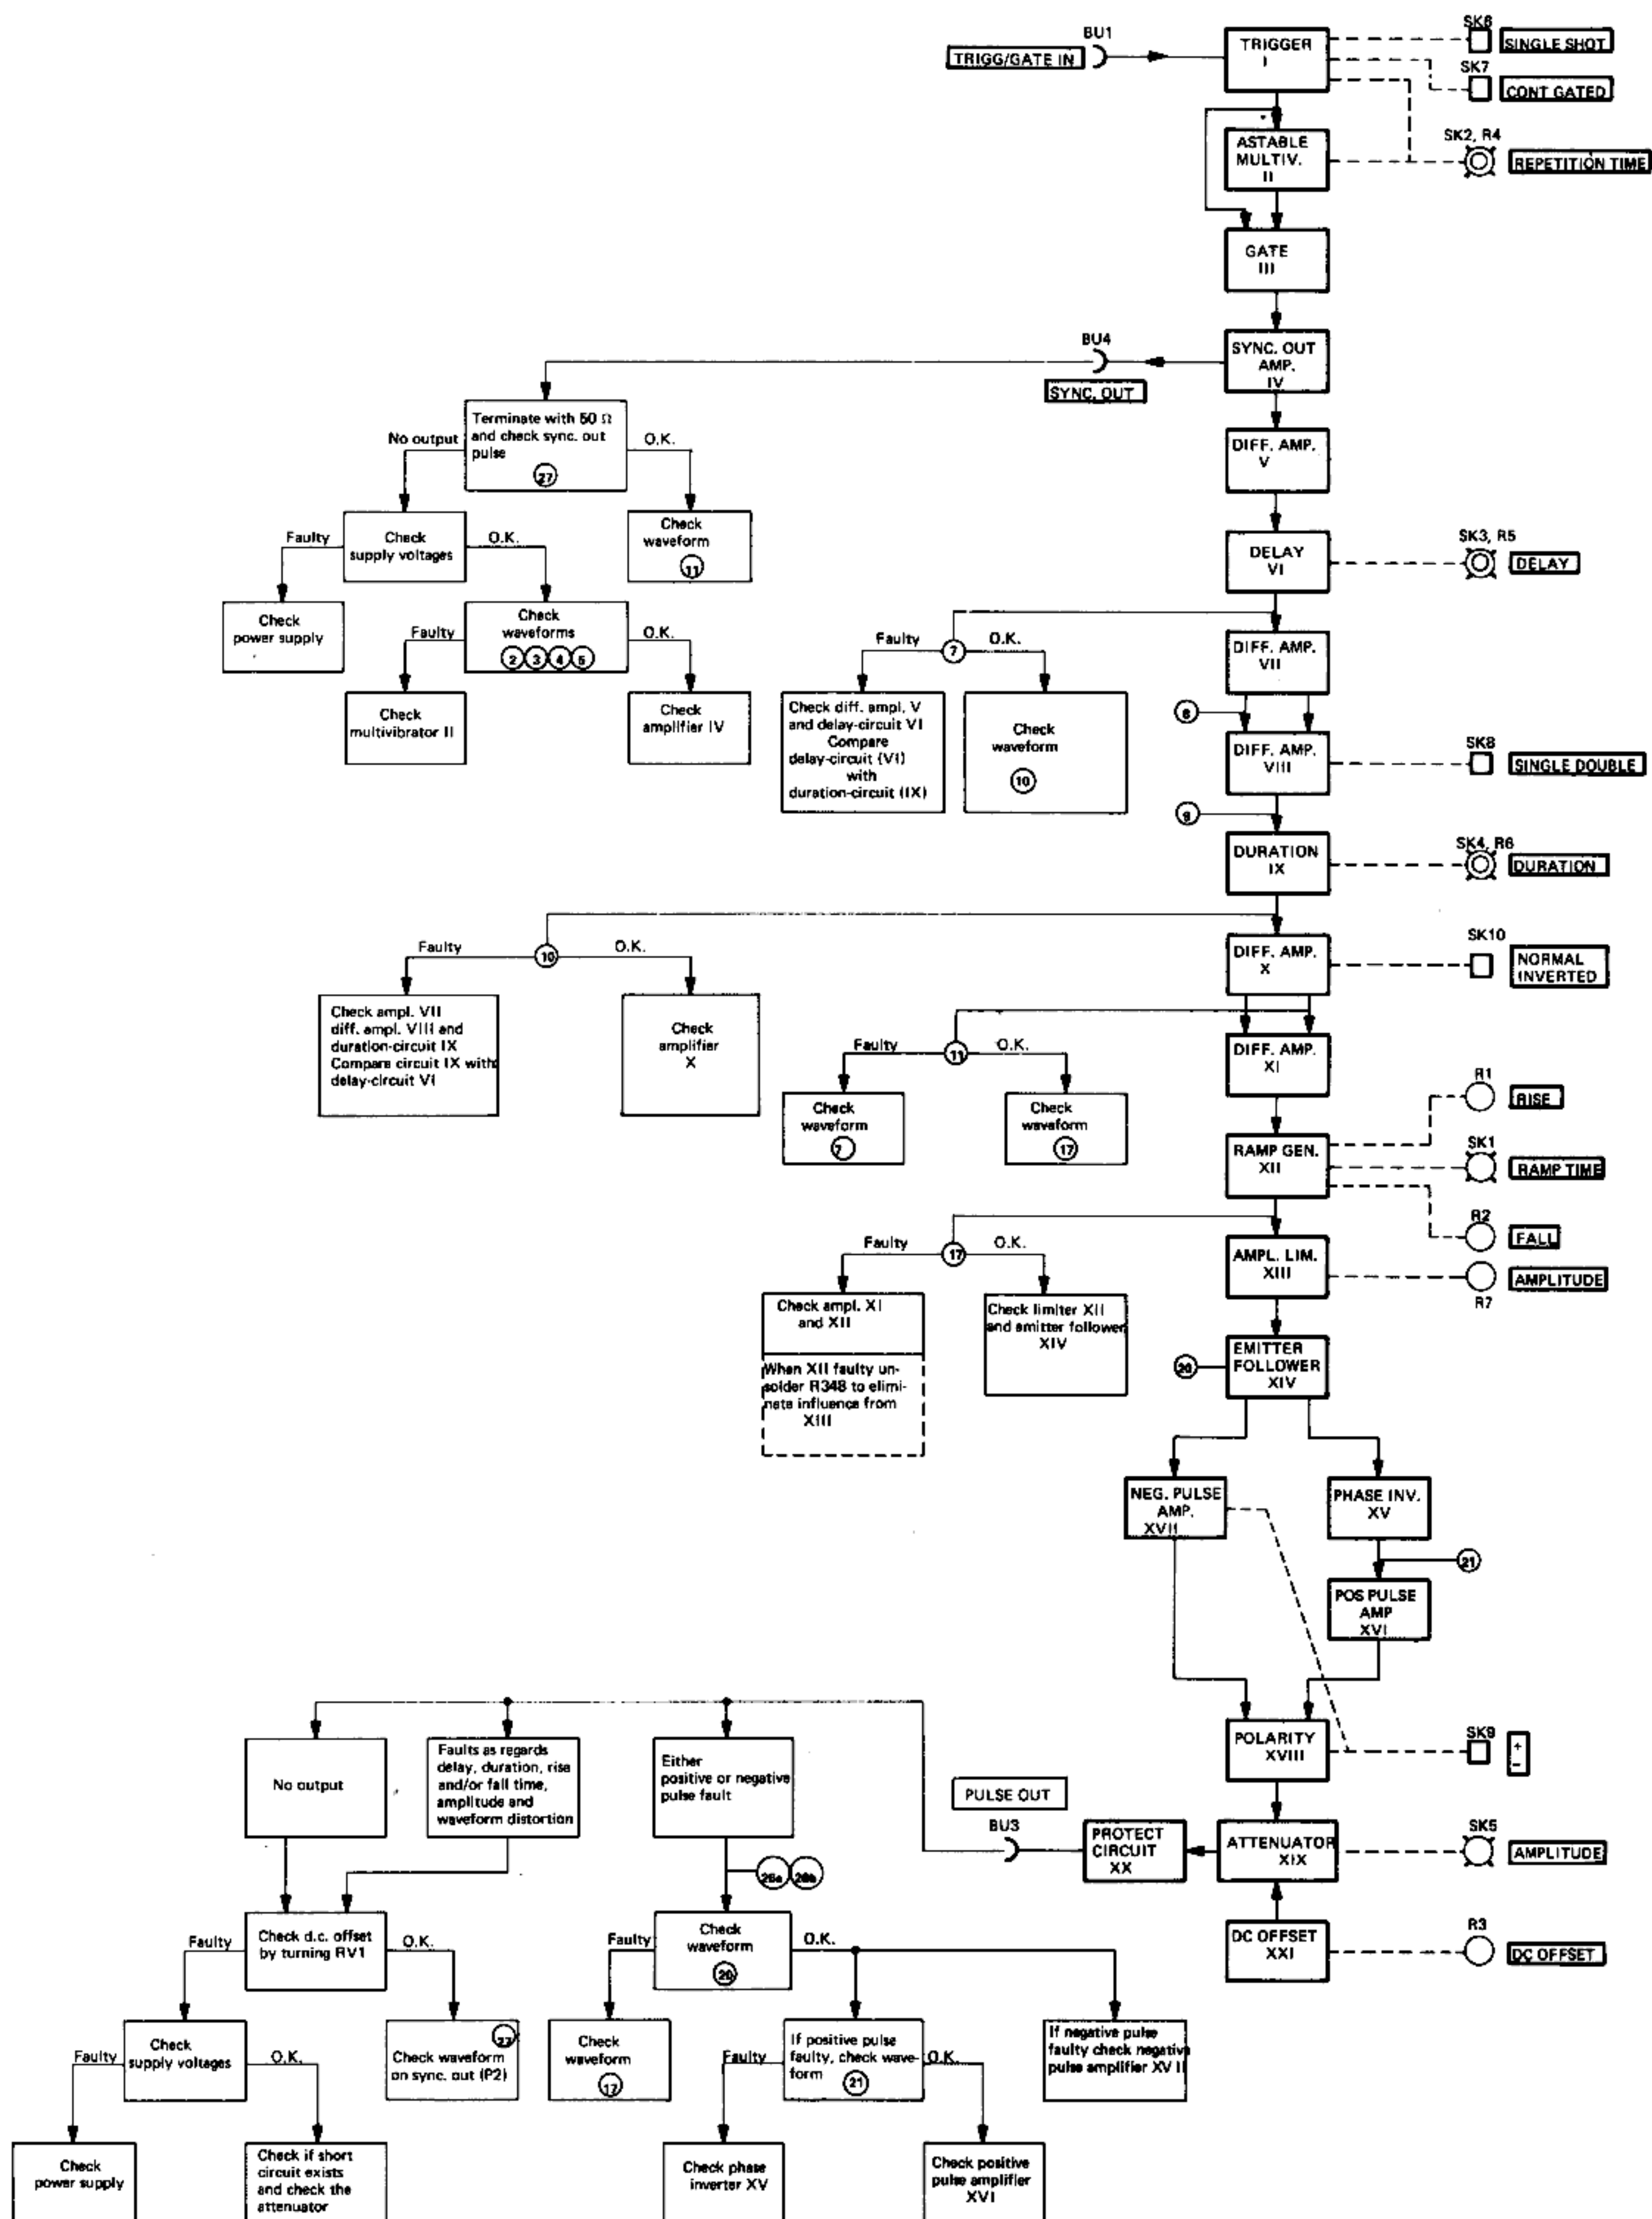 BU1
TRIGG/GATE IN
TRIGGER
I
SK6
SINGLE SHOT
SK7
CONT GATED
ASTABLE
MULTIV.
II
SK2, R4
REPETITION TIME
GATE
III
BU4
SYNC. OUT
SYNC. OUT
AMP.
IV
Terminate with 50 Ω
and check sync. out
pulse
27
No output
O.K.
DIFF. AMP.
V
Check
supply voltages
Faulty
O.K.
Check
waveform
11
DELAY
VI
SK3, R5
DELAY
Check
power supply
Check
waveforms
2 3 4 5
Faulty
O.K.
Faulty
7
O.K.
DIFF. AMP.
VII
Check
multivibrator II
Check
amplifier IV
Check diff. ampl. V
and delay-circuit VI
Compare
delay-circuit (VI)
with
duration-circuit (IX)
Check
waveform
10
8
DIFF. AMP.
VIII
SK8
SINGLE DOUBLE
9
DURATION
IX
SK4, R6
DURATION
Faulty
10
O.K.
DIFF. AMP.
X
SK10
NORMAL
INVERTED
Check ampl. VII
diff. ampl. VIII and
duration-circuit IX
Compare circuit IX with
delay-circuit VI
Check
amplifier
X
Faulty
11
O.K.
DIFF. AMP.
XI
Check
waveform
7
Check
waveform
17
R1
RISE
RAMP GEN.
XII
SK1
RAMP TIME
R2
FALL
Faulty
17
O.K.
AMPL. LIM.
XIII
AMPLITUDE
R7
Check ampl. XI
and XII
Check limiter XII
and emitter follower
XIV
When XII faulty un-
solder R348 to elimi-
nate influence from
XIII
20
EMITTER
FOLLOWER
XIV
NEG. PULSE
AMP.
XVII
PHASE INV.
XV
21
POS PULSE
AMP
XVI
POLARITY
XVIII
SK9
+
-
No output
Faults as regards
delay, duration, rise
and/or fall time,
amplitude and
waveform distortion
Either
positive or negative
pulse fault
PULSE OUT
BU3
PROTECT
CIRCUIT
XX
ATTENUATOR
XIX
SK5
AMPLITUDE
26a 26b
Check d.c. offset
by turning RV1
Faulty
O.K.
Check
waveform
20
Faulty
O.K.
DC OFFSET
XXI
R3
DC OFFSET
Check
supply voltages
Faulty
O.K.
27
Check waveform
on sync. out (P2)
Check
waveform
17
If positive pulse
faulty, check wave-
form
21
Faulty
O.K.
If negative pulse
faulty check negative
pulse amplifier XVII
Check
power supply
Check if short
circuit exists
and check the
attenuator
Check phase
inverter XV
Check positive
pulse amplifier
XVI